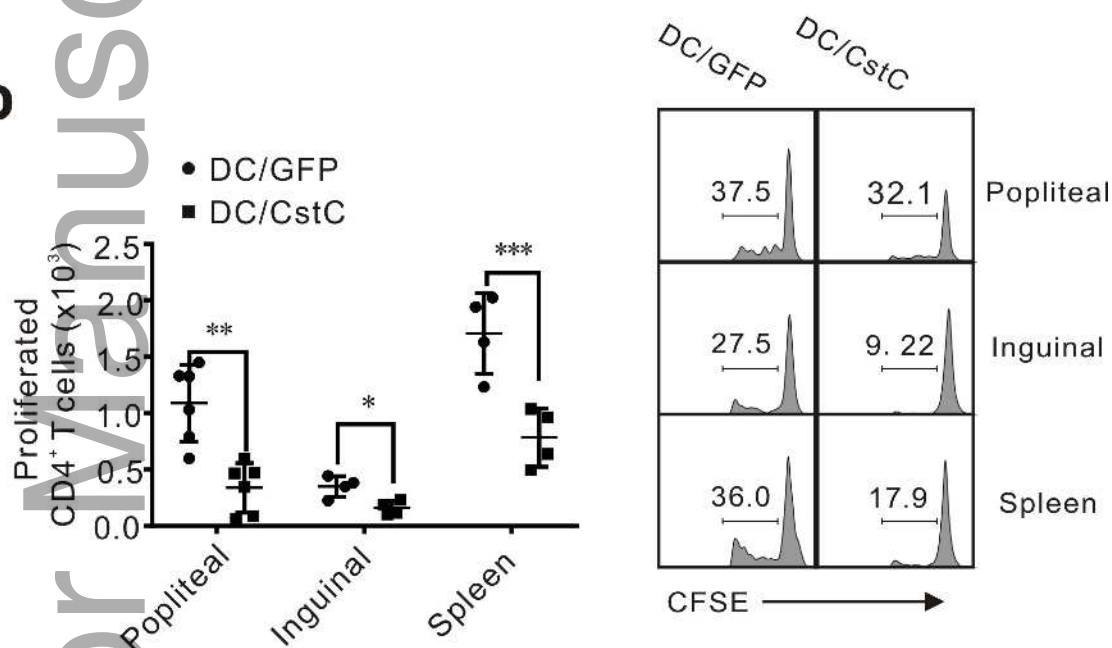 DC/GFP
DC/CstC
Proliferated
CD4⁺ T cells (x10³)
2.5
2.0
1.5
1.0
0.5
0.0
**
*
***
Popliteal
Inguinal
Spleen
DC/GFP
DC/CstC
37.5
32.1
Popliteal
27.5
9. 22
Inguinal
36.0
17.9
Spleen
CFSE